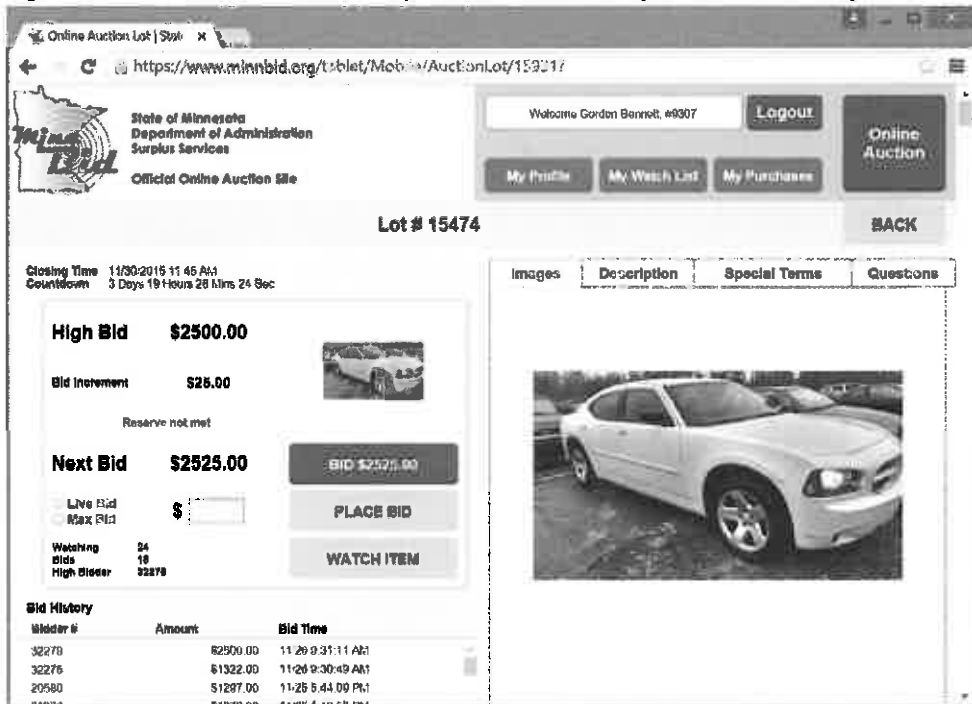 Online Auction Lot | State
https://www.minnbid.org/tablet/Mobile/AuctionLot/159217
MinnBid
State of Minnesota
Department of Administration
Surplus Services
Official Online Auction Site
Welcome Gordon Bennett, #9307
Logout
Online
Auction
My Profile
My Watch List
My Purchases
Lot # 15474
BACK
Closing Time 11/30/2015 11 45 AM
Countdown 3 Days 19 Hours 28 Mins 24 Sec
Images
Description
Special Terms
Questions
High Bid $2500.00
Bid Increment $25.00
Reserve not met
Next Bid $2525.00
BID $2525.00
Live Bid
Max Bid
$
PLACE BID
Watching 24
Bids 18
High Bidder 32278
WATCH ITEM
Bid History
Bidder # Amount Bid Time
32278 $2500.00 11-26 9:31:11 AM
32276 $1322.00 11-26 9:30:49 AM
20580 $1297.00 11-25 5:44:09 PM